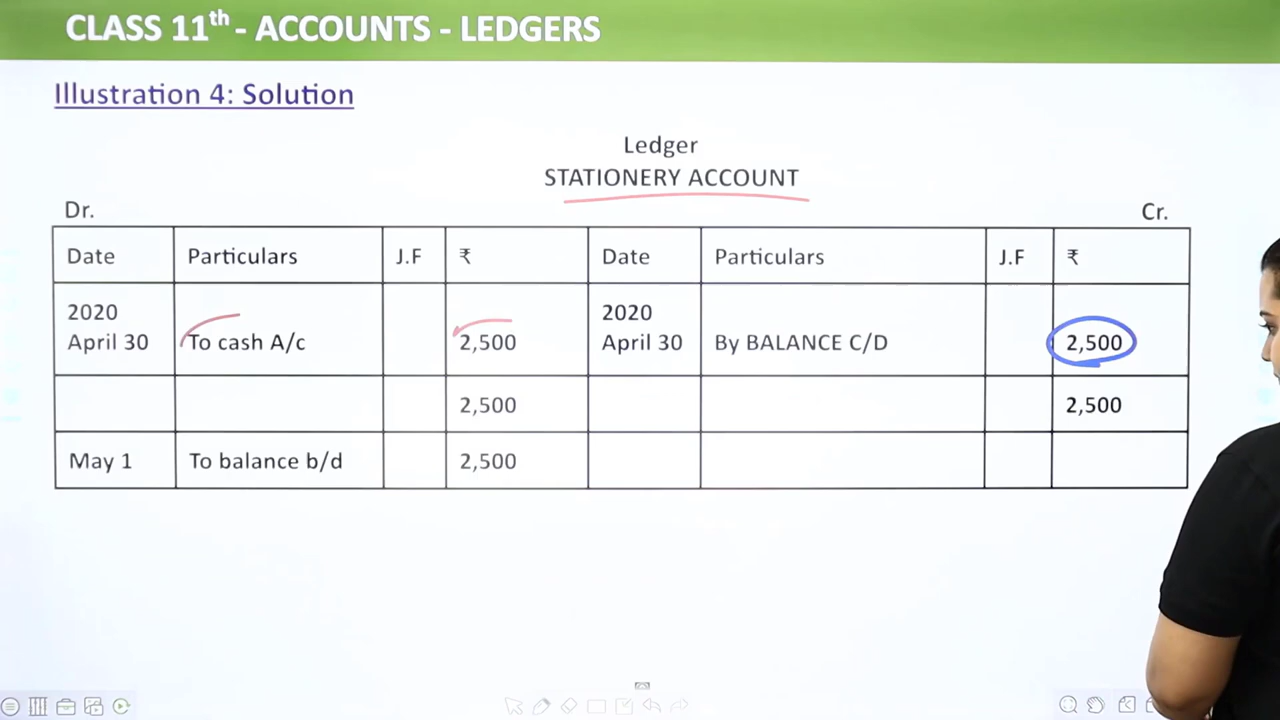 CLASS 11th - ACCOUNTS - LEDGERS
Illustration 4: Solution
Ledger
STATIONERY ACCOUNT
Dr. Cr.
Date Particulars J.F ₹ Date Particulars J.F ₹
2020 2020
April 30 To cash A/c 2,500 April 30 By BALANCE C/D 2,500
2,500 2,500
May 1 To balance b/d 2,500